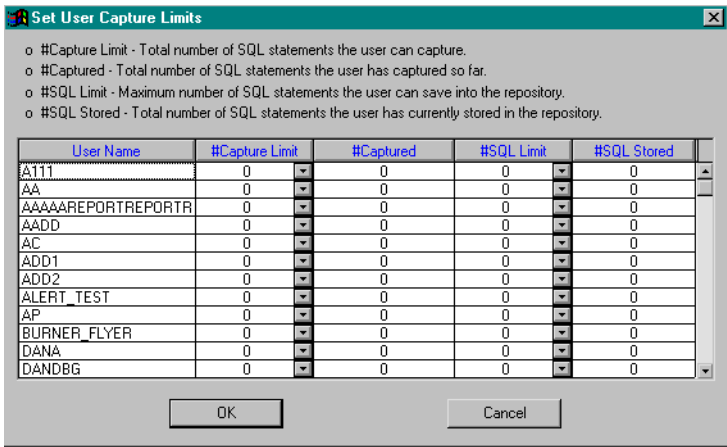 Set User Capture Limits
o #Capture Limit - Total number of SQL statements the user can capture.
o #Captured - Total number of SQL statements the user has captured so far.
o #SQL Limit - Maximum number of SQL statements the user can save into the repository.
o #SQL Stored - Total number of SQL statements the user has currently stored in the repository.
User Name #Capture Limit #Captured #SQL Limit #SQL Stored
A111 0 0 0 0
AA 0 0 0 0
AAAAAREPORTREPORTR 0 0 0 0
AADD 0 0 0 0
AC 0 0 0 0
ADD1 0 0 0 0
ADD2 0 0 0 0
ALERT_TEST 0 0 0 0
AP 0 0 0 0
BURNER_FLYER 0 0 0 0
DANA 0 0 0 0
DANDBG 0 0 0 0
OK Cancel